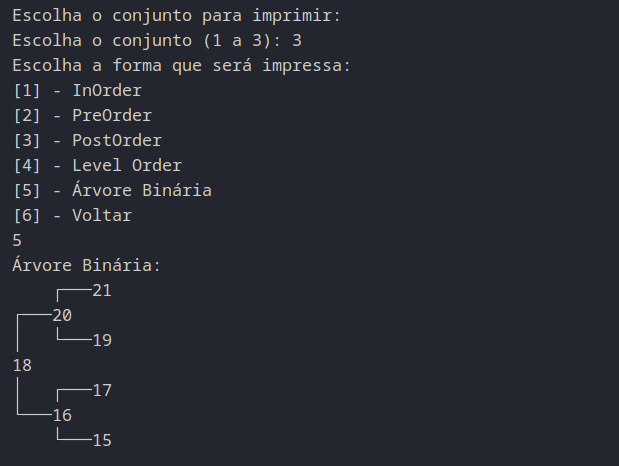 Escolha o conjunto para imprimir:
Escolha o conjunto (1 a 3): 3
Escolha a forma que será impressa:
[1] - InOrder
[2] - PreOrder
[3] - PostOrder
[4] - Level Order
[5] - Árvore Binária
[6] - Voltar
5
Árvore Binária:
    ┌───21
┌───20
│   └───19
18
│   ┌───17
└───16
    └───15